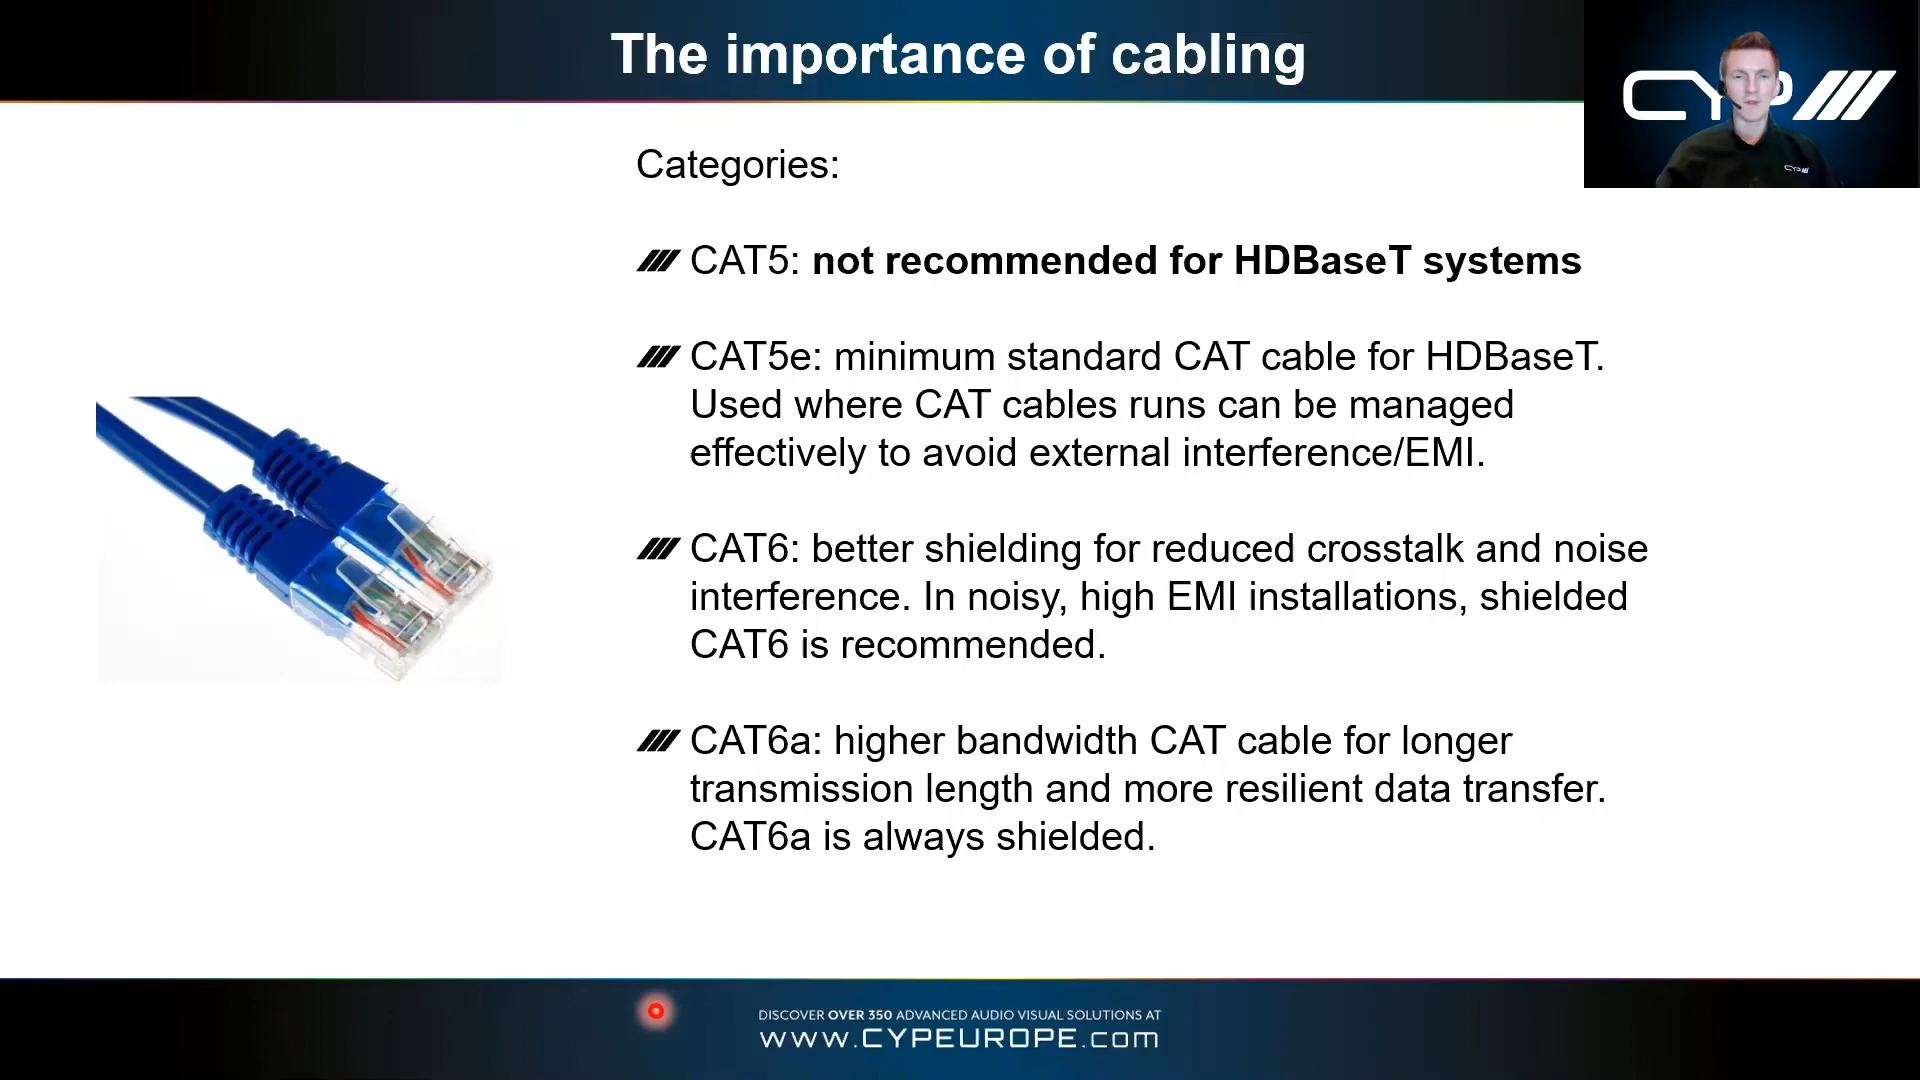 The importance of cabling
CYP
CYP
Categories:
CAT5: not recommended for HDBaseT systems
CAT5e: minimum standard CAT cable for HDBaseT.
Used where CAT cables runs can be managed
effectively to avoid external interference/EMI.
CAT6: better shielding for reduced crosstalk and noise
interference. In noisy, high EMI installations, shielded
CAT6 is recommended.
CAT6a: higher bandwidth CAT cable for longer
transmission length and more resilient data transfer.
CAT6a is always shielded.
DISCOVER OVER 350 ADVANCED AUDIO VISUAL SOLUTIONS AT
WWW.CYPEUROPE.com